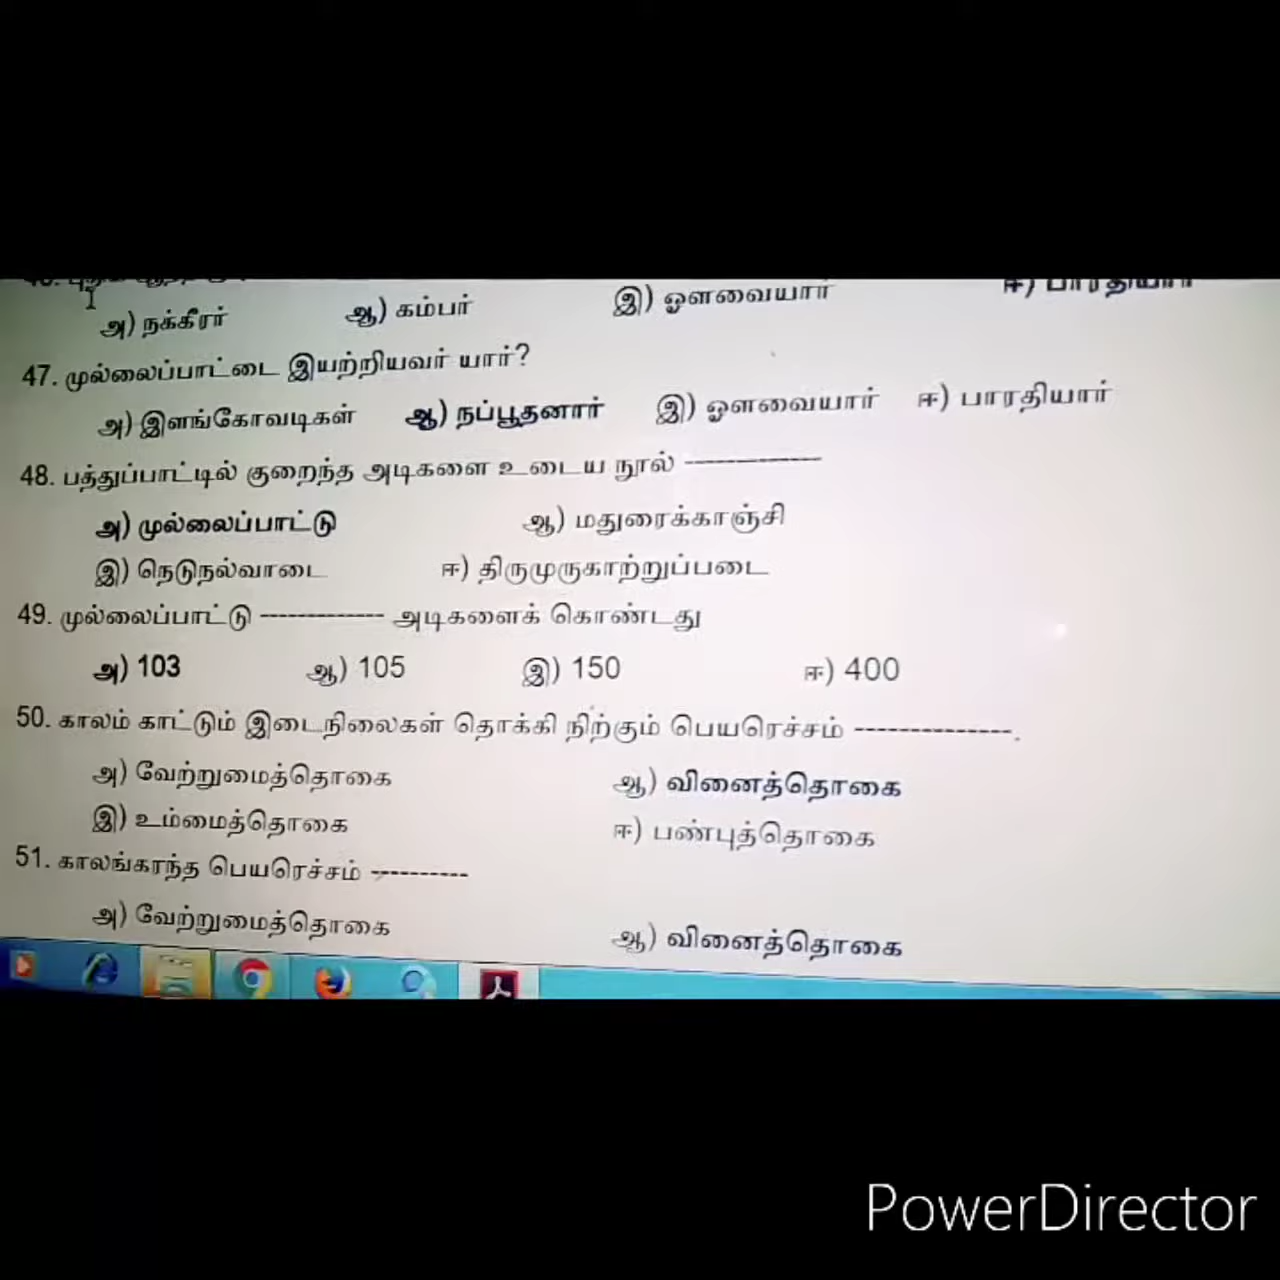 அ) நக்கீரர் ஆ) கம்பர் இ) ஔவையார் ஈ) பாரதியார்
47. முல்லைப்பாட்டை இயற்றியவர் யார்?
அ) இளங்கோவடிகள் ஆ) நப்பூதனார் இ) ஔவையார் ஈ) பாரதியார்
48. பத்துப்பாட்டில் குறைந்த அடிகளை உடைய நூல் -------------
அ) முல்லைப்பாட்டு ஆ) மதுரைக்காஞ்சி
இ) நெடுநல்வாடை ஈ) திருமுருகாற்றுப்படை
49. முல்லைப்பாட்டு ------------- அடிகளைக் கொண்டது
அ) 103 ஆ) 105 இ) 150 ஈ) 400
50. காலம் காட்டும் இடைநிலைகள் தொக்கி நிற்கும் பெயரெச்சம் --------------.
அ) வேற்றுமைத்தொகை ஆ) வினைத்தொகை
இ) உம்மைத்தொகை ஈ) பண்புத்தொகை
51. காலங்கரந்த பெயரெச்சம் ----------
அ) வேற்றுமைத்தொகை ஆ) வினைத்தொகை
PowerDirector